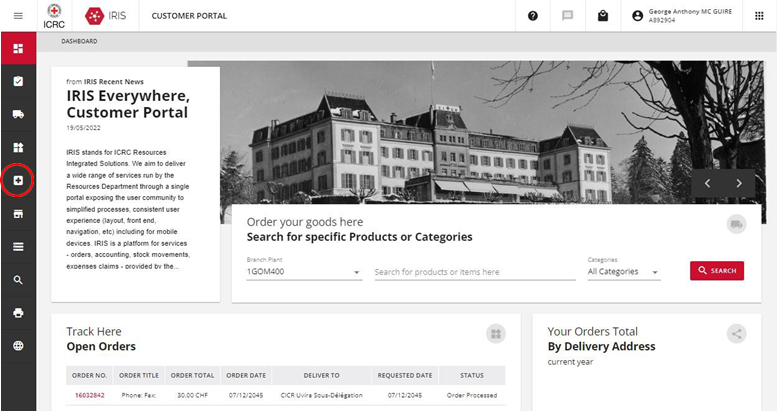 ICRC
IRIS
CUSTOMER PORTAL
George Anthony MC GUIRE
A892904
DASHBOARD
from IRIS Recent News
IRIS Everywhere,
Customer Portal
19/05/2022
IRIS stands for ICRC Resources
Integrated Solutions. We aim to deliver
a wide range of services run by the
Resources Department through a single
portal exposing the user community to
simplified processes, consistent user
experience (layout, front end,
navigation, etc) including for mobile
devices. IRIS is a platform for services
- orders, accounting, stock movements,
expenses claims - provided by the...
Order your goods here
Search for specific Products or Categories
Branch Plant
1GOM400
Search for products or items here
Categories
All Categories
SEARCH
Track Here
Open Orders
ORDER NO. ORDER TITLE ORDER TOTAL ORDER DATE DELIVER TO REQUESTED DATE STATUS
16032842 Phone: Fax: 30.00 CHF 07/12/2045 CICR Uvira Sous-Délégation 07/12/2045 Order Processed
Your Orders Total
By Delivery Address
current year